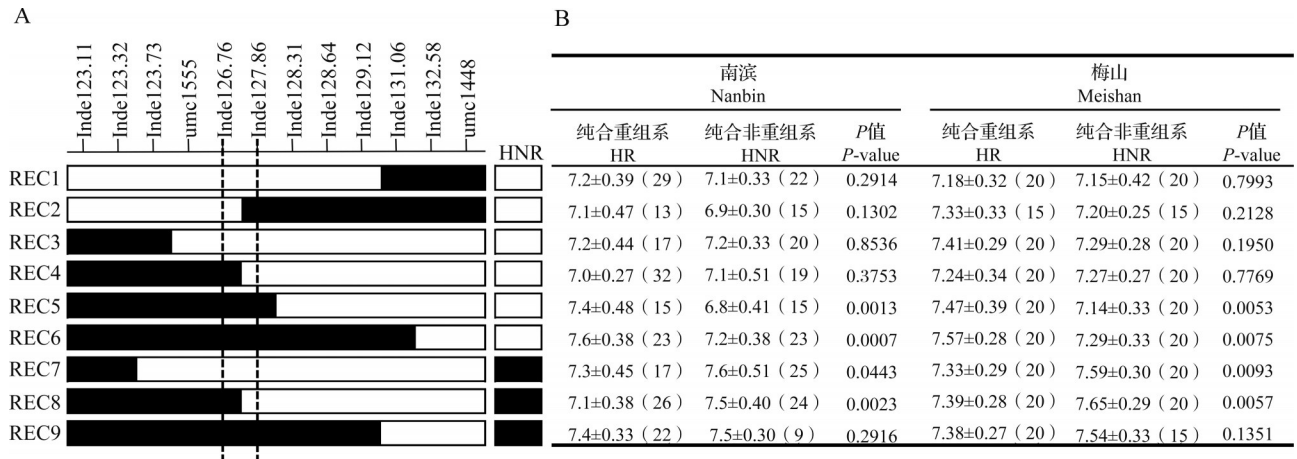 A
B
Inde123.11
Inde123.32
Inde123.73
umc1555
Inde126.76
Inde127.86
Inde128.31
Inde128.64
Inde129.12
Inde131.06
Inde132.58
umc1448
HNR
南滨 梅山
Nanbin Meishan
纯合重组系 纯合非重组系 P值 纯合重组系 纯合非重组系 P值
HR HNR P-value HR HNR P-value
REC1 7.2±0.39（29） 7.1±0.33（22） 0.2914 7.18±0.32（20） 7.15±0.42（20） 0.7993
REC2 7.1±0.47（13） 6.9±0.30（15） 0.1302 7.33±0.33（15） 7.20±0.25（15） 0.2128
REC3 7.2±0.44（17） 7.2±0.33（20） 0.8536 7.41±0.29（20） 7.29±0.28（20） 0.1950
REC4 7.0±0.27（32） 7.1±0.51（19） 0.3753 7.24±0.34（20） 7.27±0.27（20） 0.7769
REC5 7.4±0.48（15） 6.8±0.41（15） 0.0013 7.47±0.39（20） 7.14±0.33（20） 0.0053
REC6 7.6±0.38（23） 7.2±0.38（23） 0.0007 7.57±0.28（20） 7.29±0.33（20） 0.0075
REC7 7.3±0.45（17） 7.6±0.51（25） 0.0443 7.33±0.29（20） 7.59±0.30（20） 0.0093
REC8 7.1±0.38（26） 7.5±0.40（24） 0.0023 7.39±0.28（20） 7.65±0.29（20） 0.0057
REC9 7.4±0.33（22） 7.5±0.30（9） 0.2916 7.38±0.27（20） 7.54±0.33（15） 0.1351